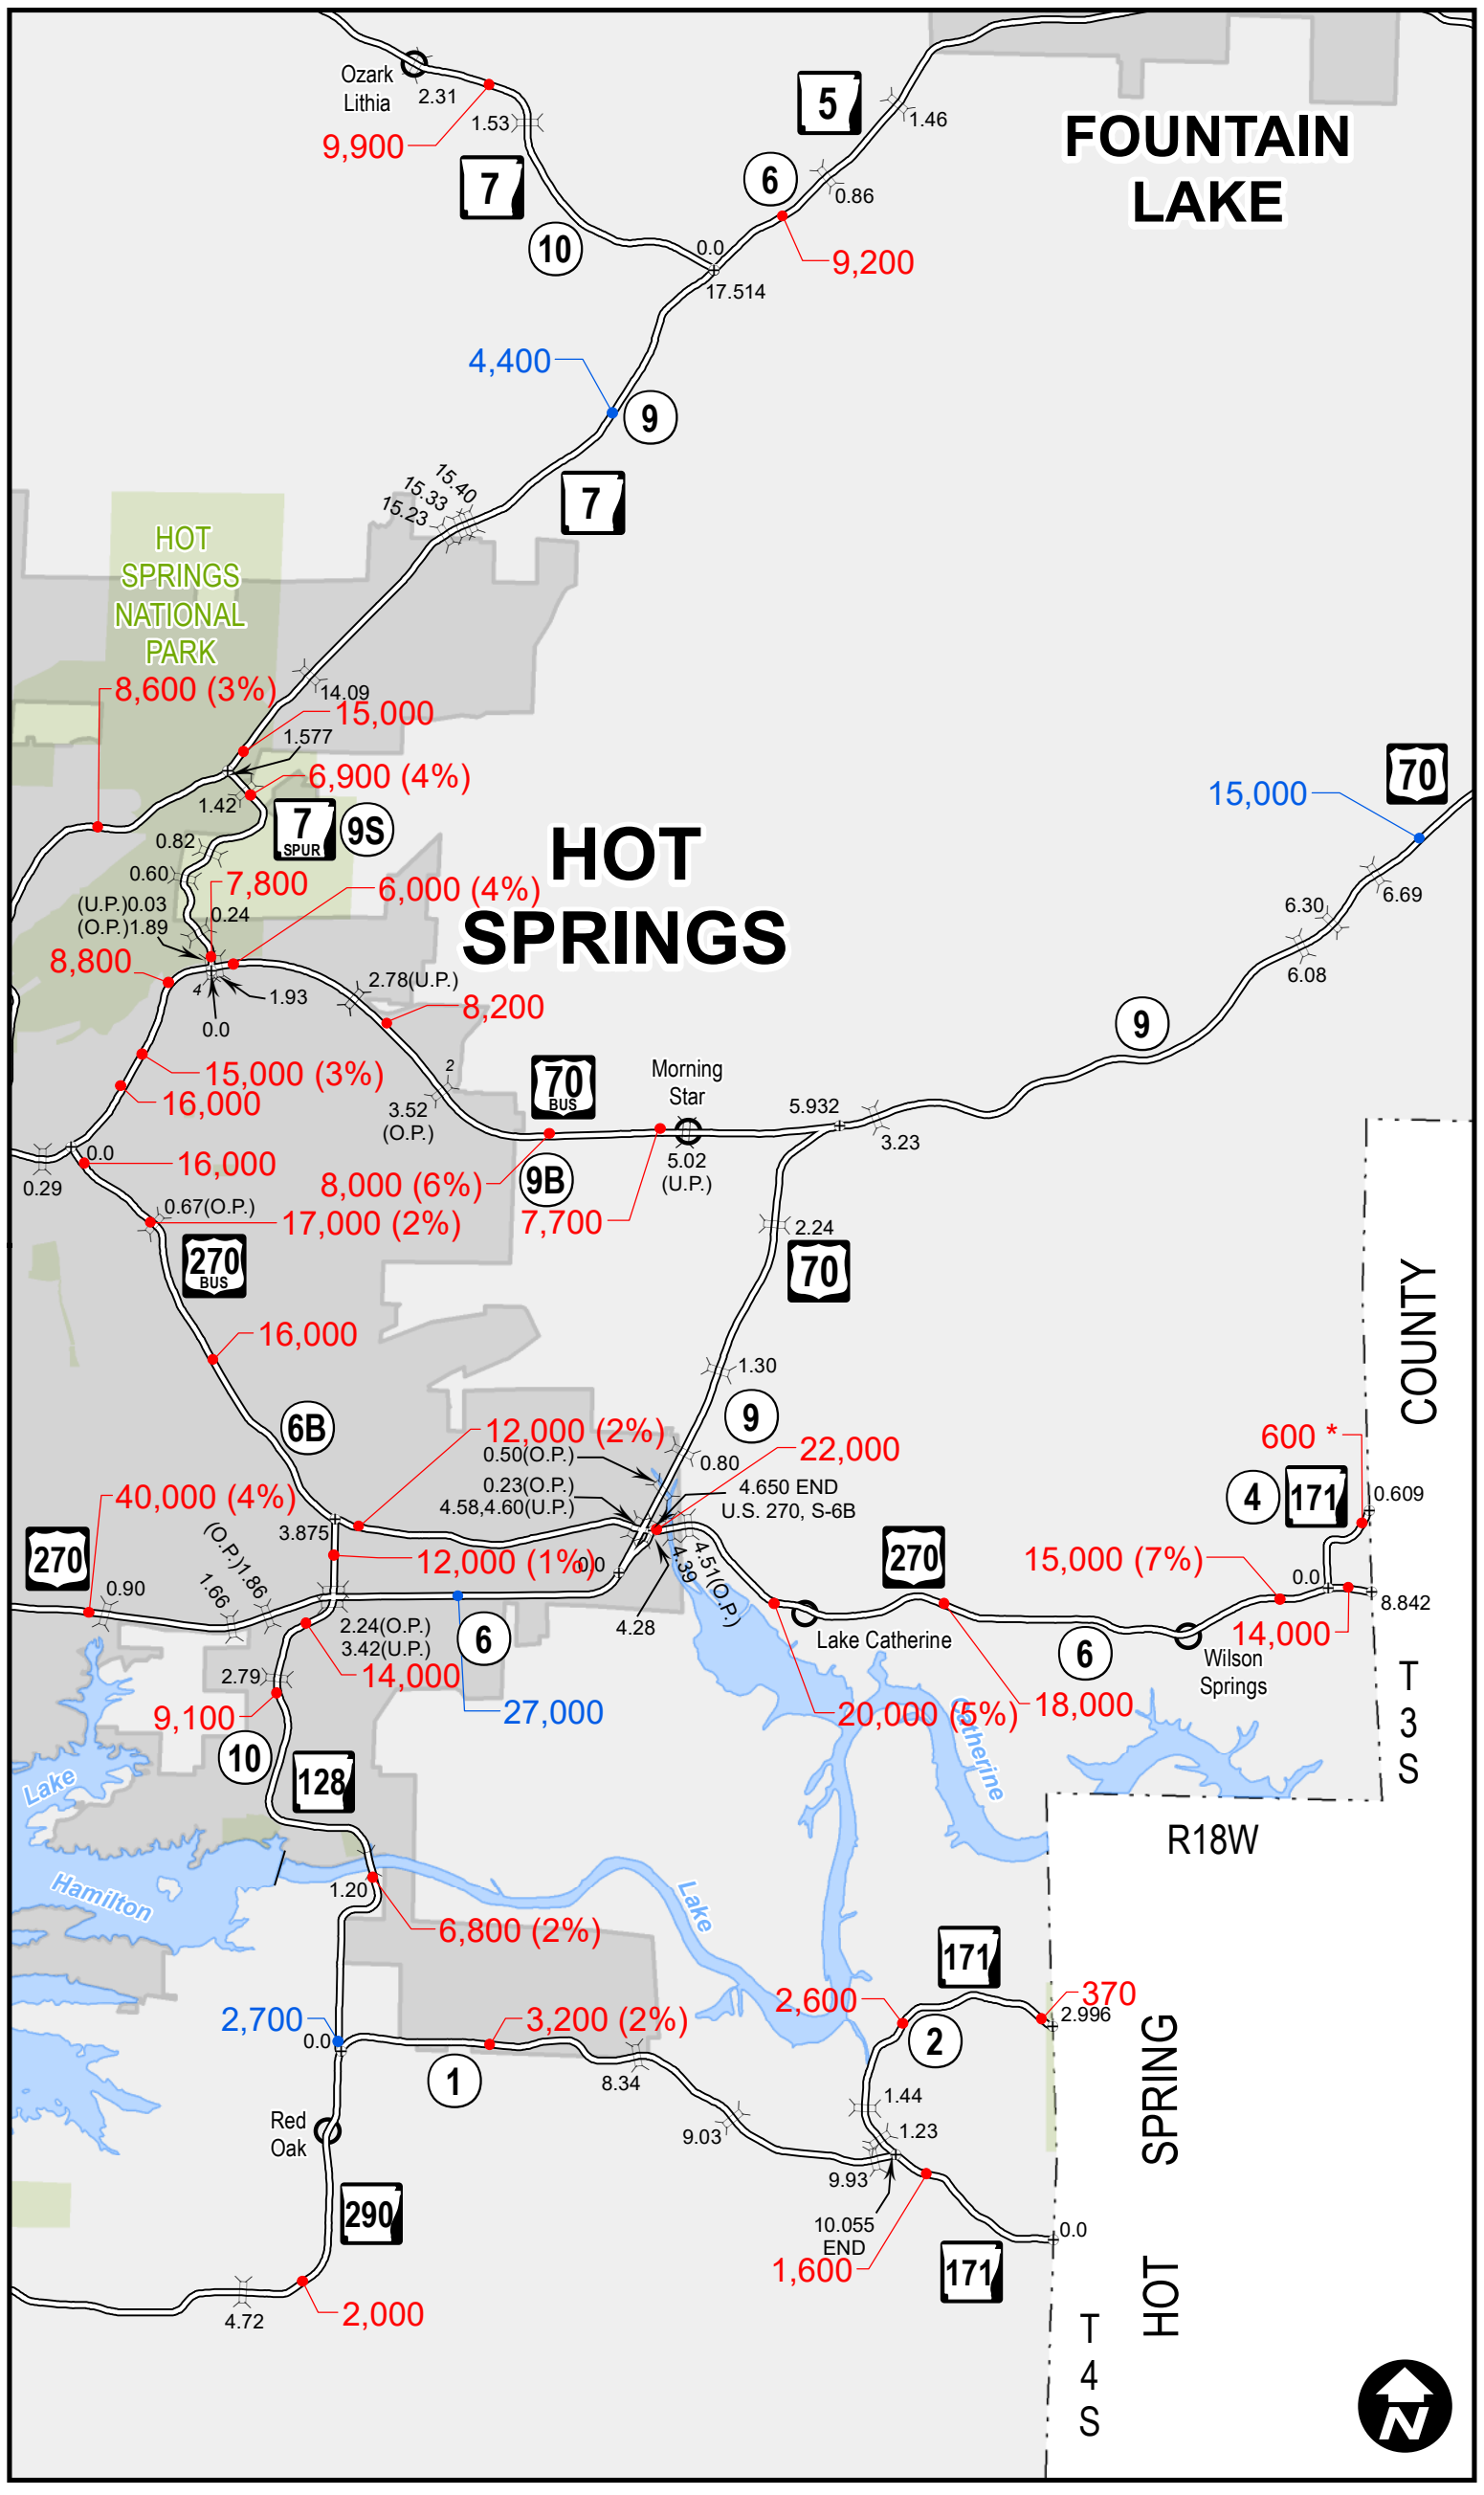 Ozark
Lithia
2.31
9,900
1.53
7
10
5
1.46
6
0.86
FOUNTAIN
LAKE
0.0
9,200
17.514
4,400
9
7
15.40
15.33
15.23
HOT
SPRINGS
NATIONAL
PARK
8,600 (3%)
14.09
15,000
1.577
6,900 (4%)
1.42
7
SPUR
9S
0.82
0.60
7,800
6,000 (4%)
(U.P.)0.03
(O.P.)1.89
0.24
8,800
HOT
SPRINGS
15,000
70
6.30
6.69
6.08
4
1.93
0.0
2.78(U.P.)
8,200
9
15,000 (3%)
16,000
2
3.52
(O.P.)
70
BUS
Morning
Star
5.932
3.23
0.0
0.29
16,000
8,000 (6%)
9B
5.02
(U.P.)
7,700
0.67(O.P.)
17,000 (2%)
270
BUS
2.24
70
16,000
1.30
9
6B
12,000 (2%)
0.50(O.P.)
0.80
22,000
0.23(O.P.)
4.58,4.60(U.P.)
4.650 END
U.S. 270, S-6B
COUNTY
600 *
4
171
0.609
40,000 (4%)
3.875
270
0.90
(O.P.)1.86
1.66
12,000 (1%)
0.0
4.39
4.51(O.P.)
270
15,000 (7%)
0.0
8.842
2.24(O.P.)
3.42(U.P.)
6
4.28
Lake Catherine
6
14,000
Wilson
Springs
2.79
14,000
9,100
27,000
20,000 (5%)
18,000
Catherine
T
3
S
10
128
Lake
Hamilton
R18W
1.20
Lake
6,800 (2%)
171
2,600
370
2.996
2,700
0.0
3,200 (2%)
2
1
8.34
1.44
1.23
9.03
9.93
Red
Oak
290
10.055
END
0.0
1,600
171
HOT SPRING
2,000
4.72
T
4
S
N